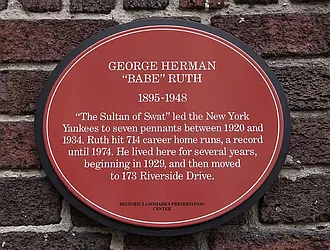 GEORGE HERMAN
“BABE” RUTH
1895-1948
“The Sultan of Swat” led the New York
Yankees to seven pennants between 1920 and
1934. Ruth hit 714 career home runs, a record
until 1974. He lived here for several years,
beginning in 1929, and then moved
to 173 Riverside Drive.
HISTORIC LANDMARKS PRESERVATION
CENTER